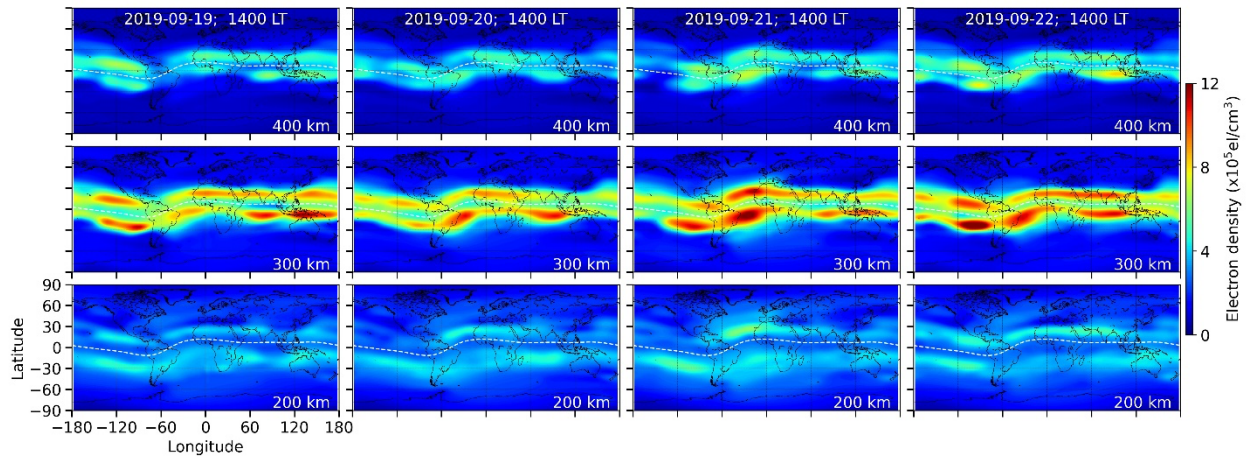 2019-09-19; 1400 LT
2019-09-20; 1400 LT
2019-09-21; 1400 LT
2019-09-22; 1400 LT
400 km
400 km
400 km
400 km
300 km
300 km
300 km
300 km
200 km
200 km
200 km
200 km
90
60
30
0
−30
−60
−90
Latitude
−180 −120 −60 0 60 120 180
Longitude
12
8
4
0
Electron density (x10⁵el/cm³)